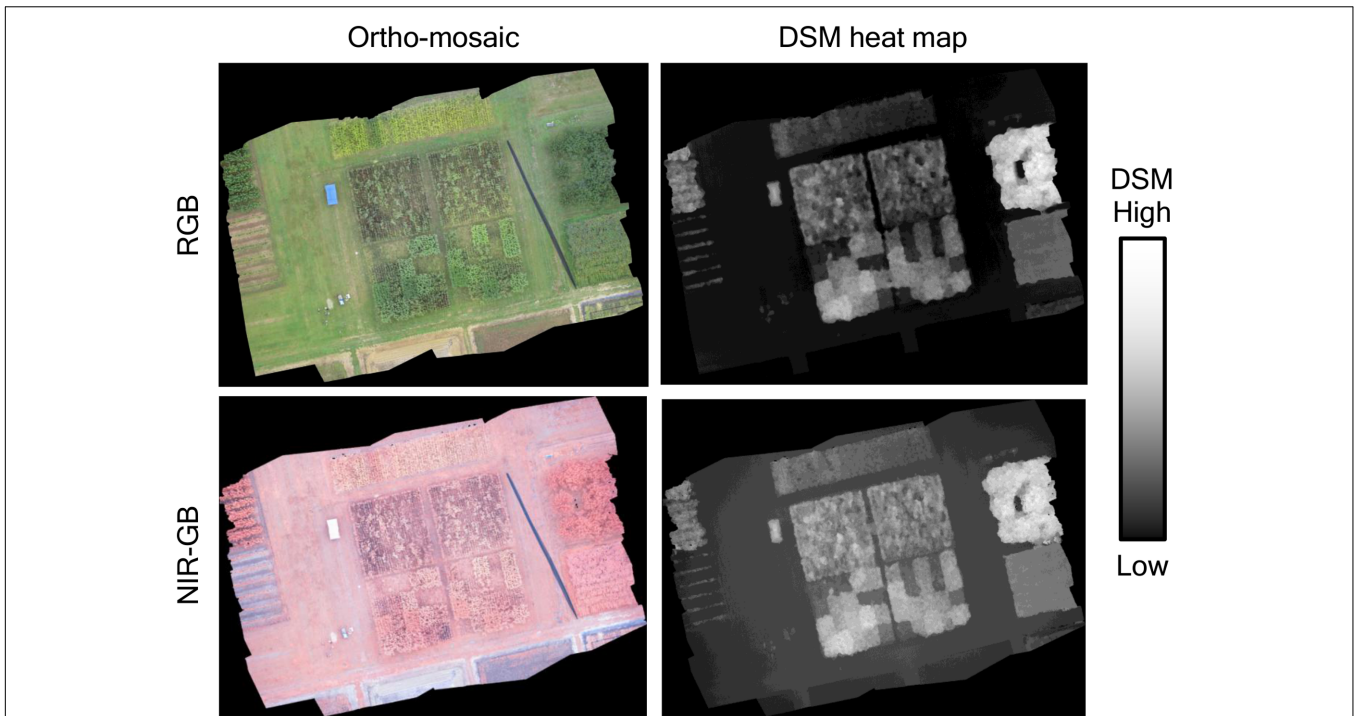 Ortho-mosaic
DSM heat map
RGB
DSM
High
NIR-GB
Low